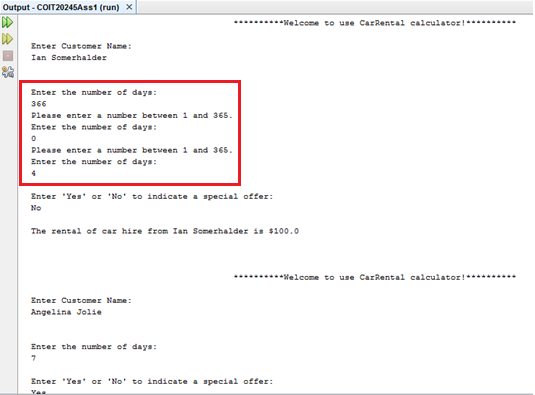 Output - COIT20245Ass1 (run) ×
**********Welcome to use CarRental calculator!**********
Enter Customer Name:
Ian Somerhalder
Enter the number of days:
366
Please enter a number between 1 and 365.
Enter the number of days:
0
Please enter a number between 1 and 365.
Enter the number of days:
4
Enter 'Yes' or 'No' to indicate a special offer:
No
The rental of car hire from Ian Somerhalder is $100.0
**********Welcome to use CarRental calculator!**********
Enter Customer Name:
Angelina Jolie
Enter the number of days:
7
Enter 'Yes' or 'No' to indicate a special offer:
Yes